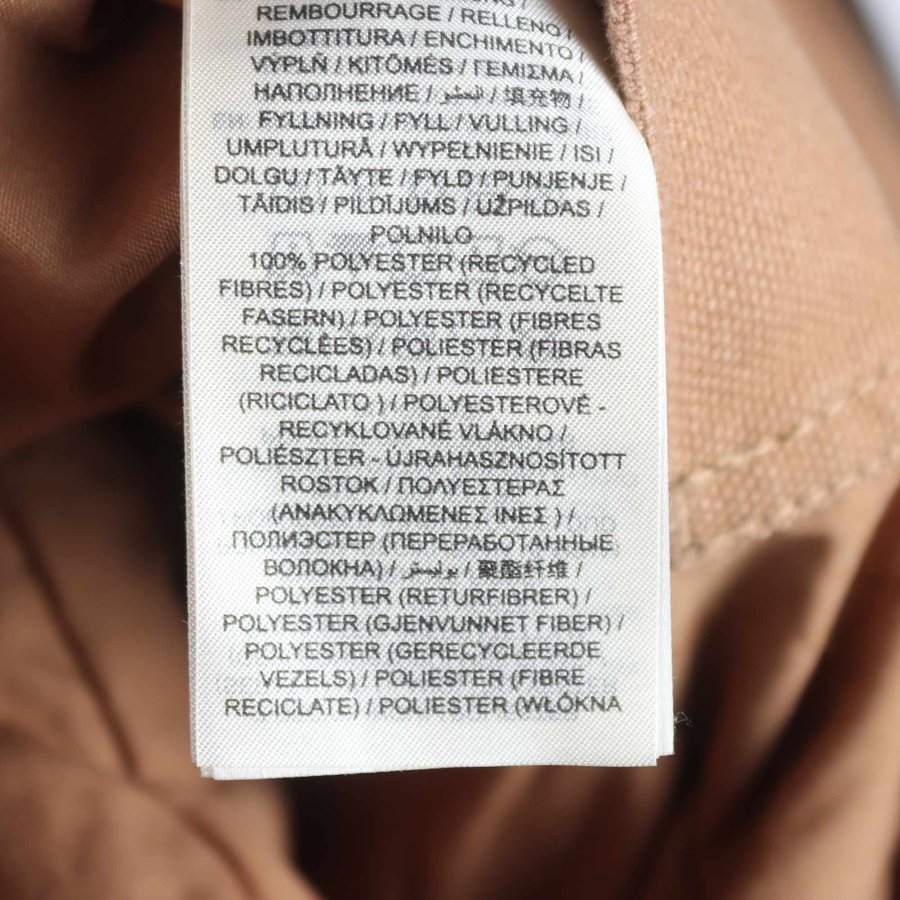 REMBOURRAGE / RELLENO /
IMBOTTITURA / ENCHIMENTO /
VÝPLŇ / KITÖMÉS / ΓΕΜΙΣΜΑ /
НАПОЛНЕНИЕ / الحشو / 填充物 /
FYLLNING / FYLL / VULLING /
UMPLUTURĂ / WYPEŁNIENIE / ISI /
DOLGU / TÄYTE / FYLD / PUNJENJE /
TÄIDIS / PILDĪJUMS / UŽPILDAS /
POLNILO
100% POLYESTER (RECYCLED
FIBRES) / POLYESTER (RECYCELTE
FASERN) / POLYESTER (FIBRES
RECYCLÉES) / POLIESTER (FIBRAS
RECICLADAS) / POLIESTERE
(RICICLATO ) / POLYESTEROVÉ -
RECYKLOVANÉ VLÁKNO /
POLIÉSZTER - ÚJRAHASZNOSÍTOTT
ROSTOK / ΠΟΛΥΕΣΤΕΡΑΣ
(ΑΝΑΚΥΚΛΩΜΕΝΕΣ ΙΝΕΣ ) /
ПОЛИЭСТЕР (ПЕРЕРАБОТАННЫЕ
ВОЛОКНА) / بوليستر / 聚酯纤维 /
POLYESTER (RETURFIBRER) /
POLYESTER (GJENVUNNET FIBER) /
POLYESTER (GERECYCLEERDE
VEZELS) / POLIESTER (FIBRE
RECICLATE) / POLIESTER (WŁÓKNA